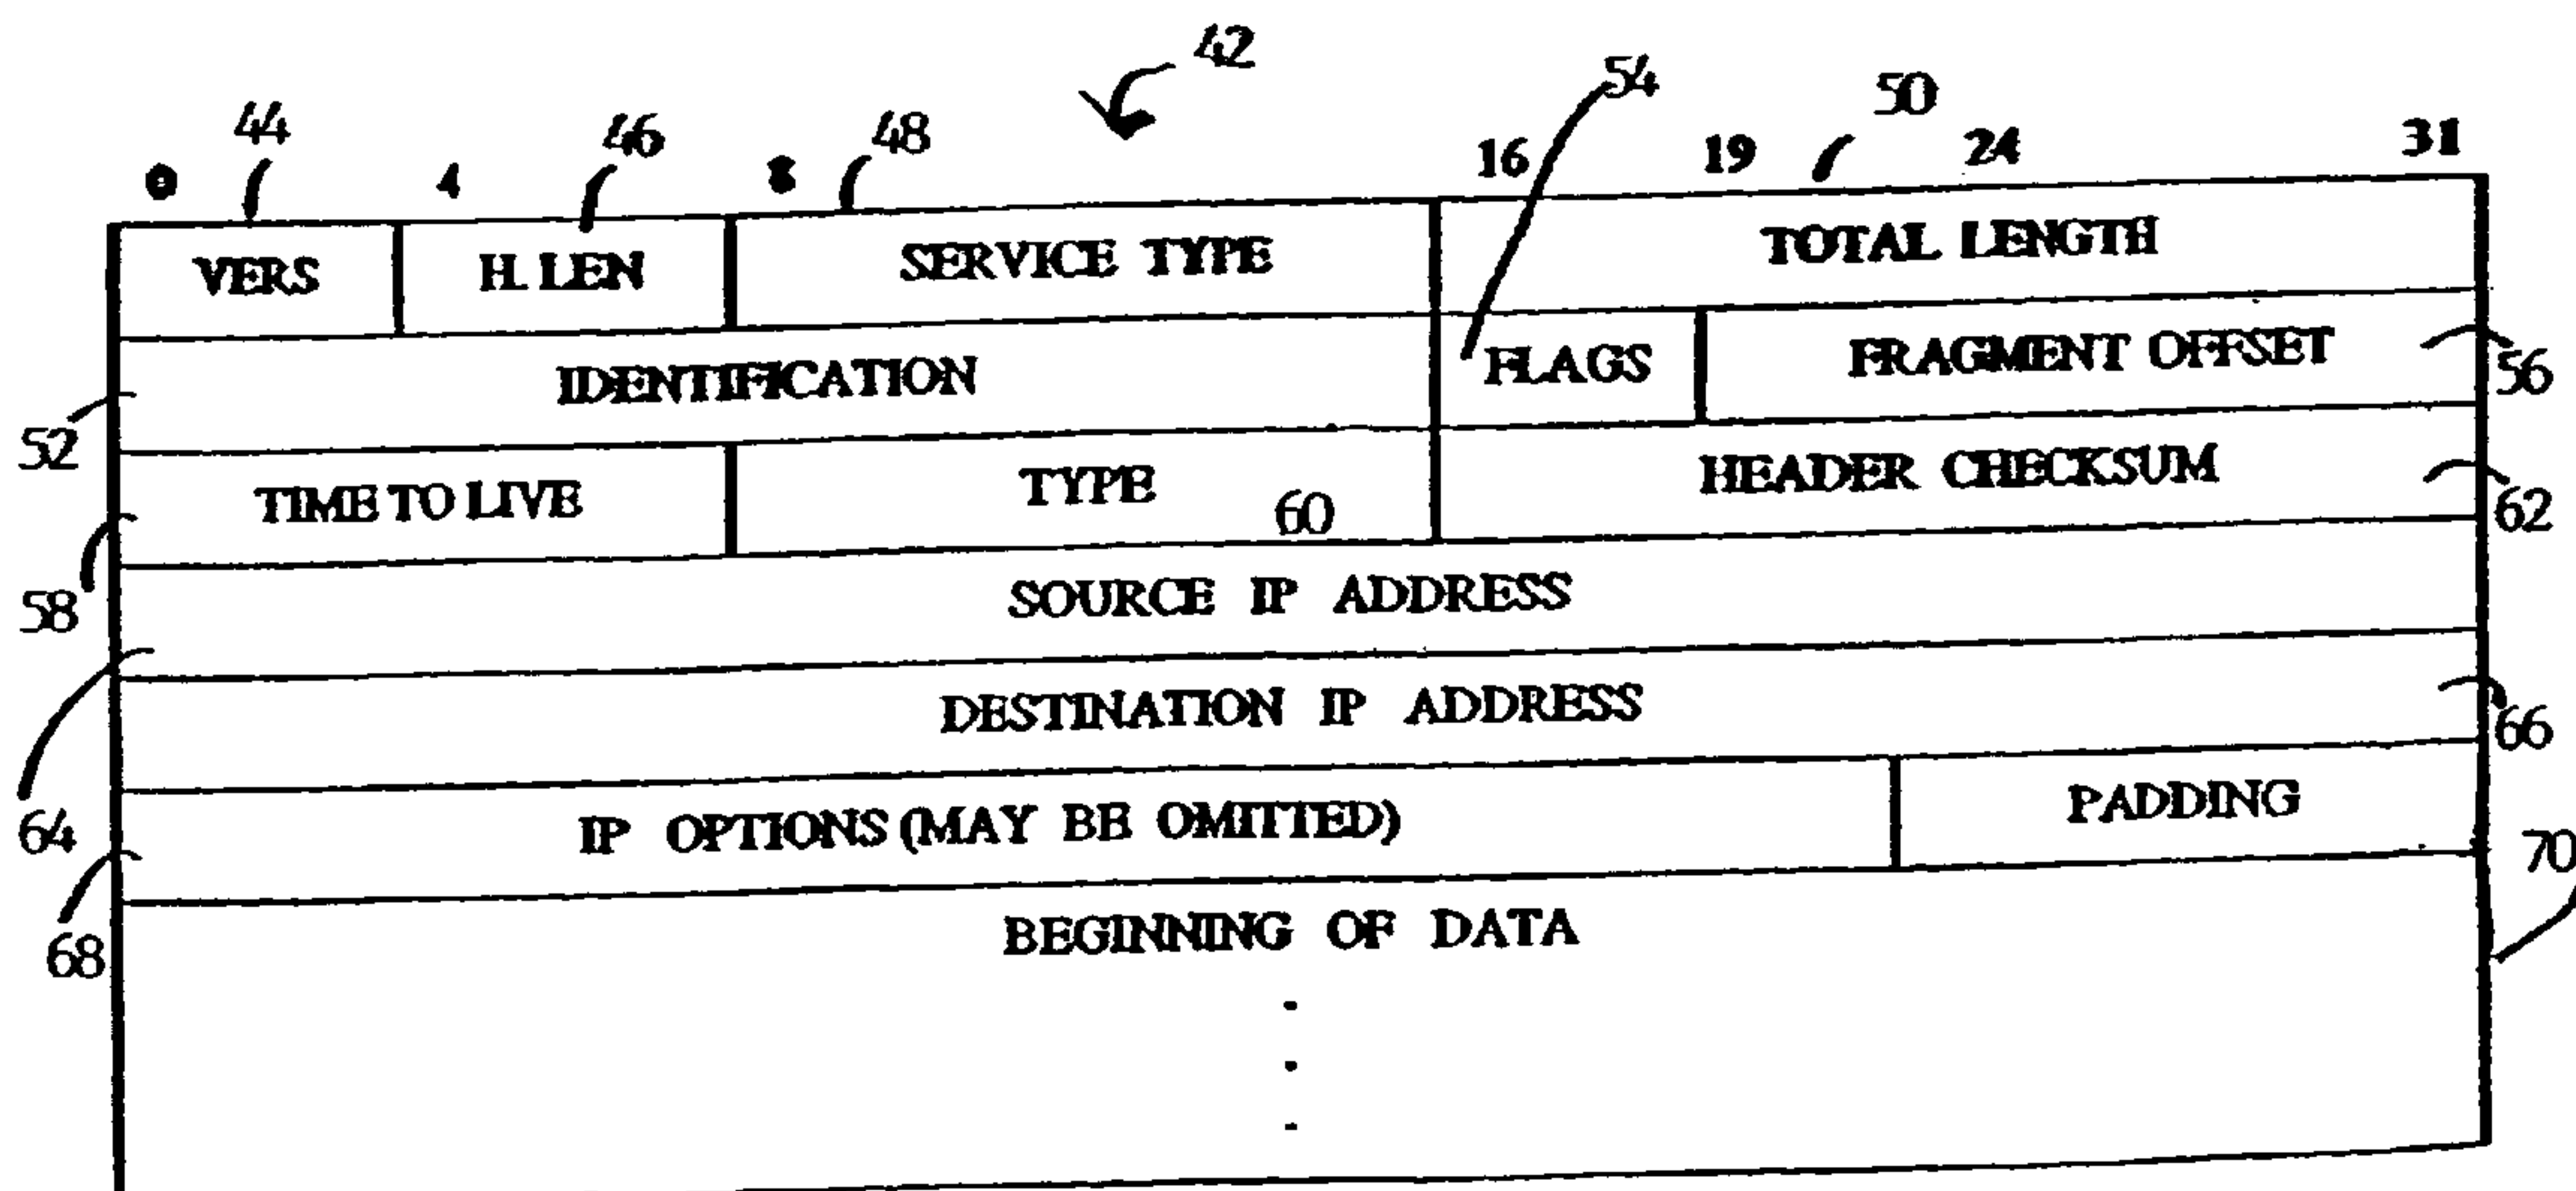 42
54
50
44
46
48
0 4 8 16 19 24 31
VERS H. LEN SERVICE TYPE TOTAL LENGTH
IDENTIFICATION FLAGS FRAGMENT OFFSET
52
56
TIME TO LIVE TYPE HEADER CHECKSUM
60
62
58
SOURCE IP ADDRESS
64
DESTINATION IP ADDRESS
66
IP OPTIONS (MAY BE OMITTED) PADDING
68
70
BEGINNING OF DATA